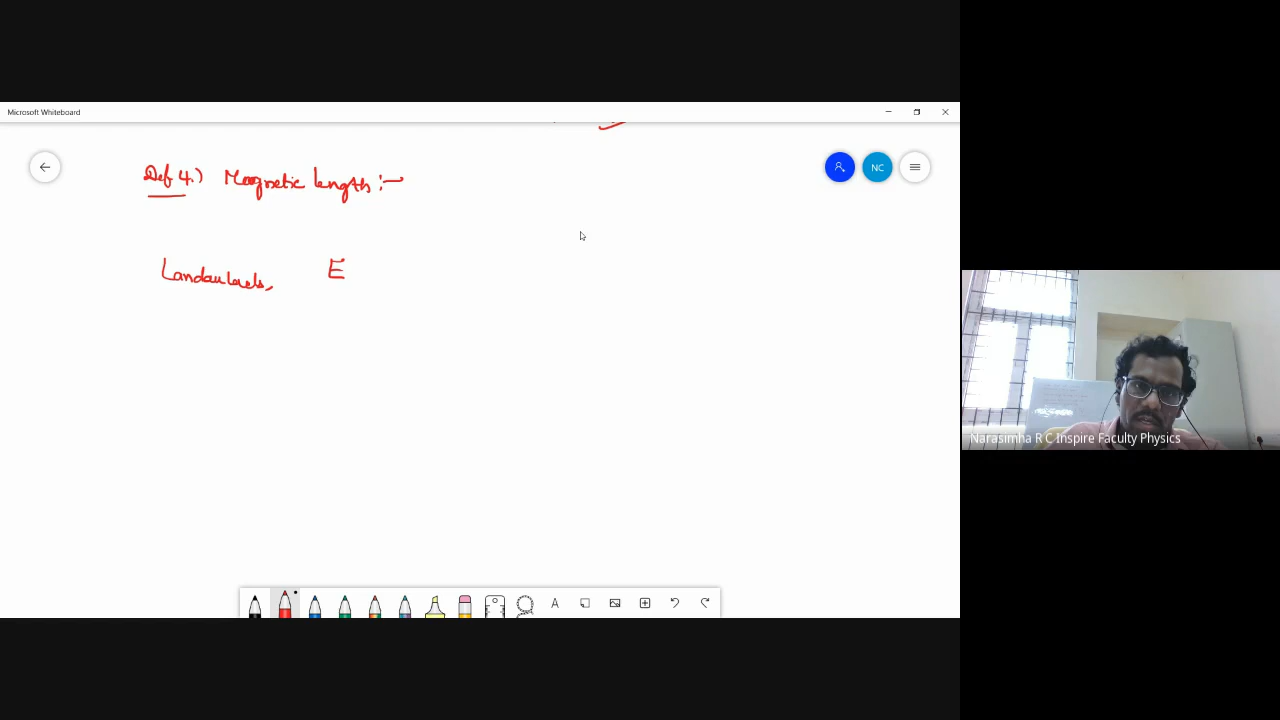 Microsoft Whiteboard
Def 4.) Magnetic length :-
NC
Landau levels, E
A
Narasimha R C Inspire Faculty Physics